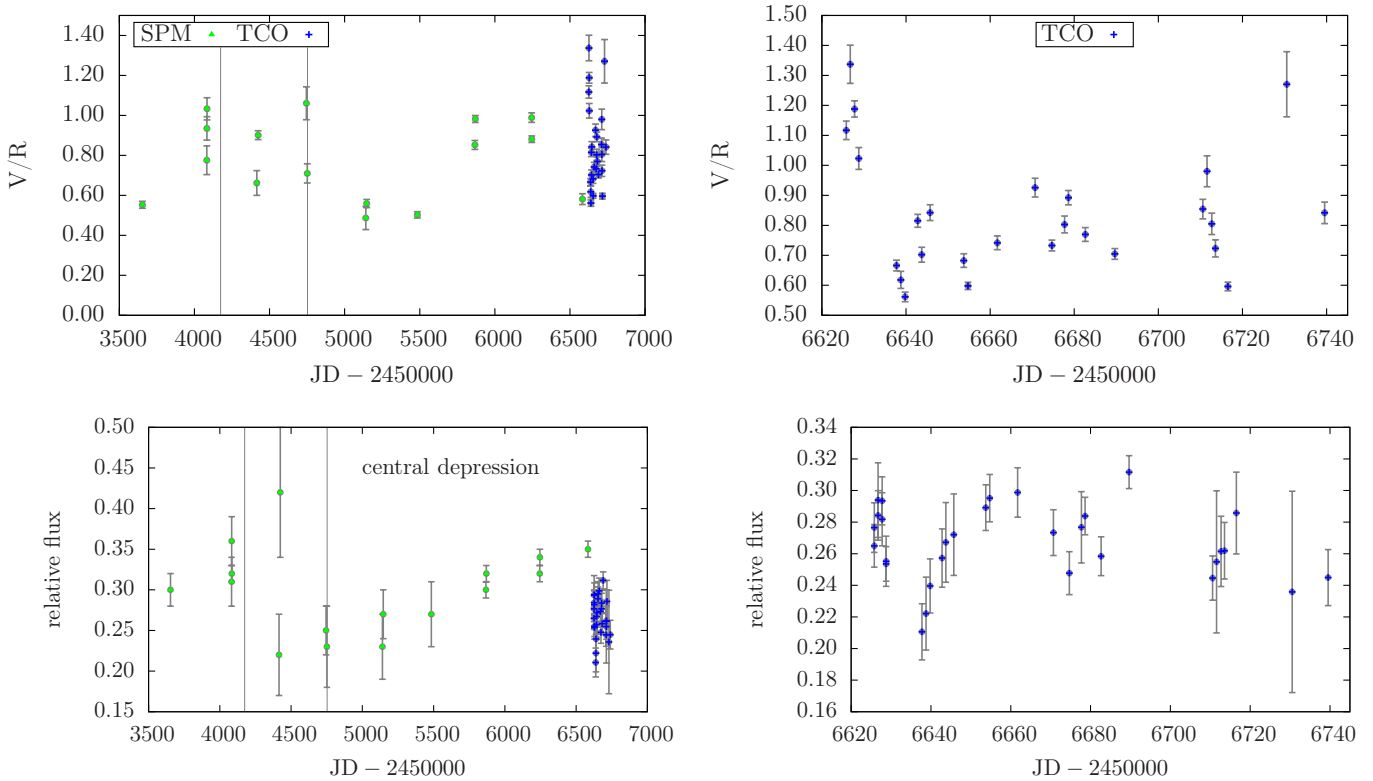 SPM TCO
V/R
1.40
1.20
1.00
0.80
0.60
0.40
0.20
0.00
3500 4000 4500 5000 5500 6000 6500 7000
JD − 2450000
TCO
V/R
1.50
1.40
1.30
1.20
1.10
1.00
0.90
0.80
0.70
0.60
0.50
6620 6640 6660 6680 6700 6720 6740
JD − 2450000
central depression
relative flux
0.50
0.45
0.40
0.35
0.30
0.25
0.20
0.15
0.10
3500 4000 4500 5000 5500 6000 6500 7000
JD − 2450000
relative flux
0.34
0.32
0.30
0.28
0.26
0.24
0.22
0.20
0.18
0.16
6620 6640 6660 6680 6700 6720 6740
JD − 2450000